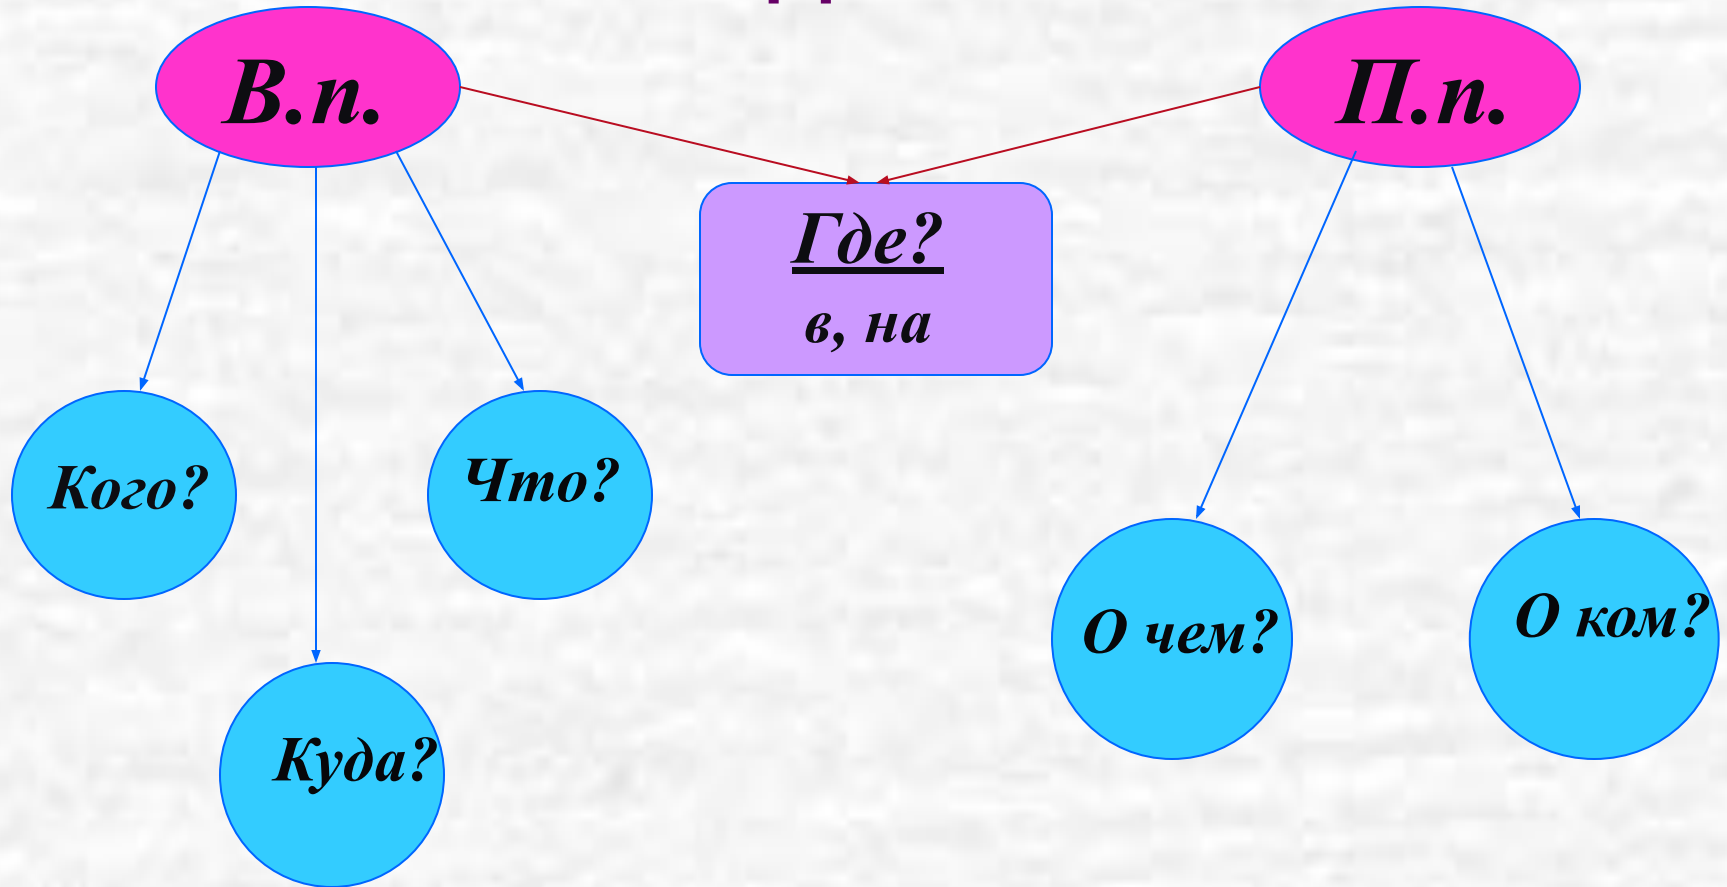 В.п.
П.п.
Где?
в, на
Кого?
Что?
Куда?
О чем?
О ком?